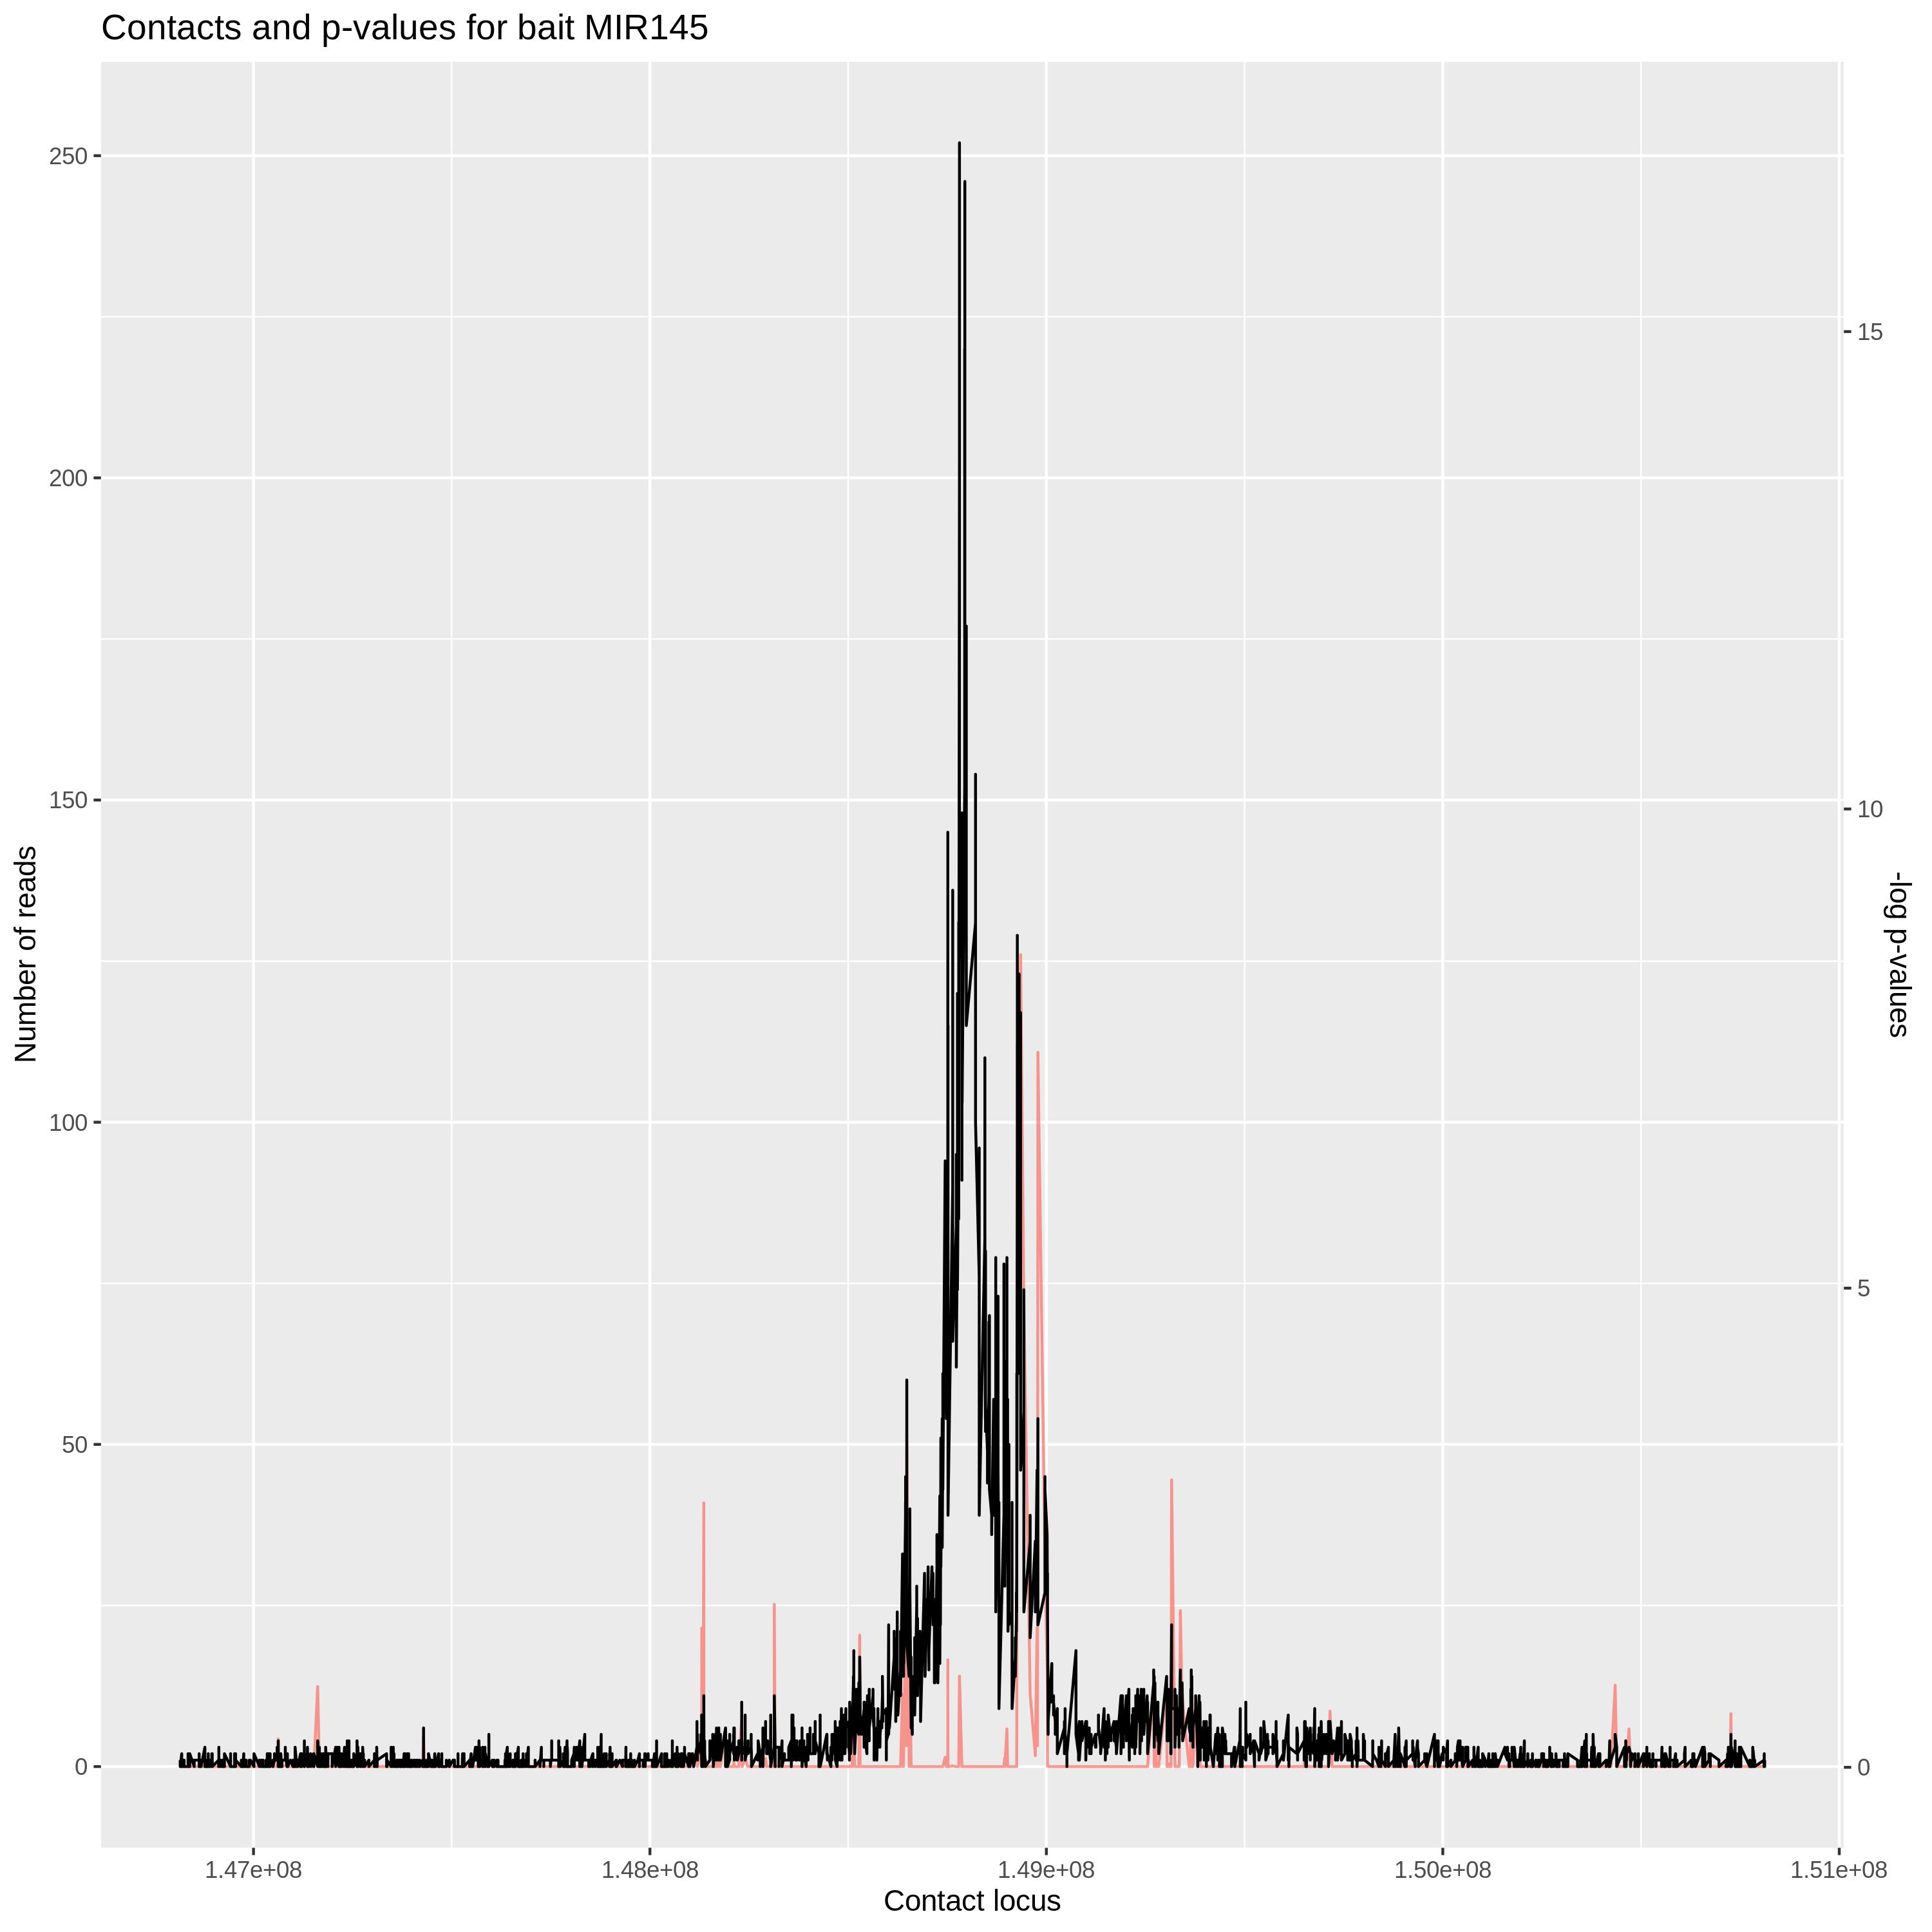 Contacts and p-values for bait MIR145
250
200
150
100
50
0
Number of reads
15
10
5
0
-log p-values
1.47e+08
1.48e+08
1.49e+08
1.50e+08
1.51e+08
Contact locus